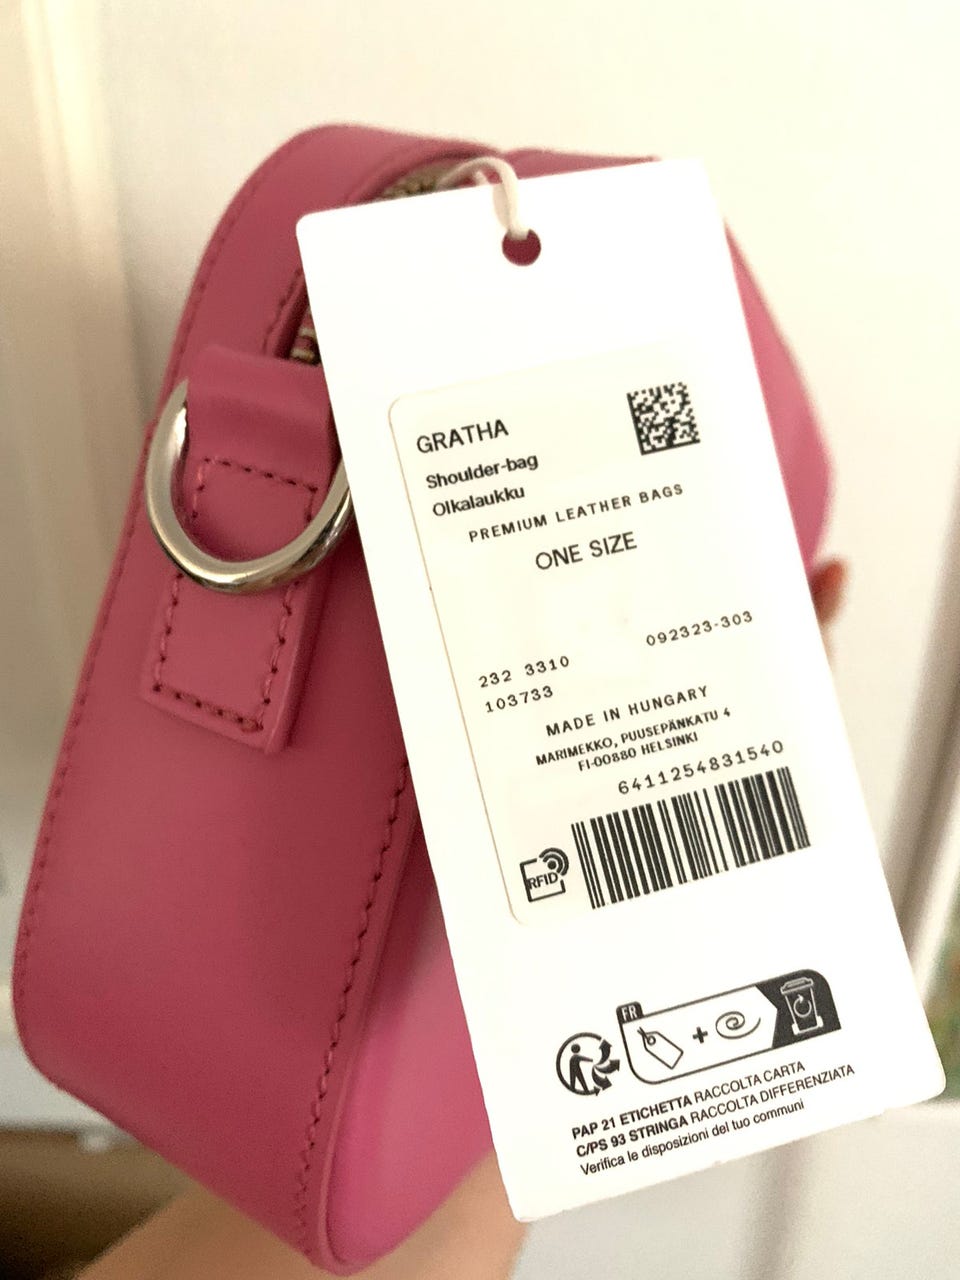 GRATHA
Shoulder-bag
Olkalaukku
PREMIUM LEATHER BAGS
ONE SIZE
092323-303
232 3310
103733
MADE IN HUNGARY
MARIMEKKO, PUUSEPÄNKATU 4
FI-00880 HELSINKI
6411254831540
RFID
FR
+
PAP 21 ETICHETTA RACCOLTA CARTA
C/PS 93 STRINGA RACCOLTA DIFFERENZIATA
Verifica le disposizioni del tuo communi